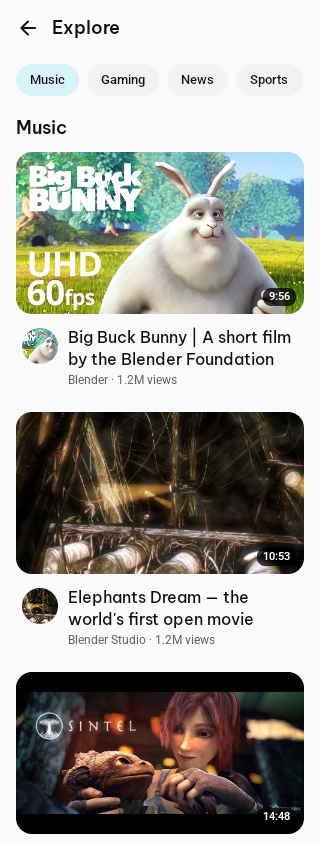 Explore
Music
Gaming
News
Sports
Music
Big Buck
BUNNY
UHD
60fps
9:56
Big Buck Bunny | A short film
by the Blender Foundation
Blender · 1.2M views
10:53
Elephants Dream — the
world's first open movie
Blender Studio · 1.2M views
SINTEL
14:48